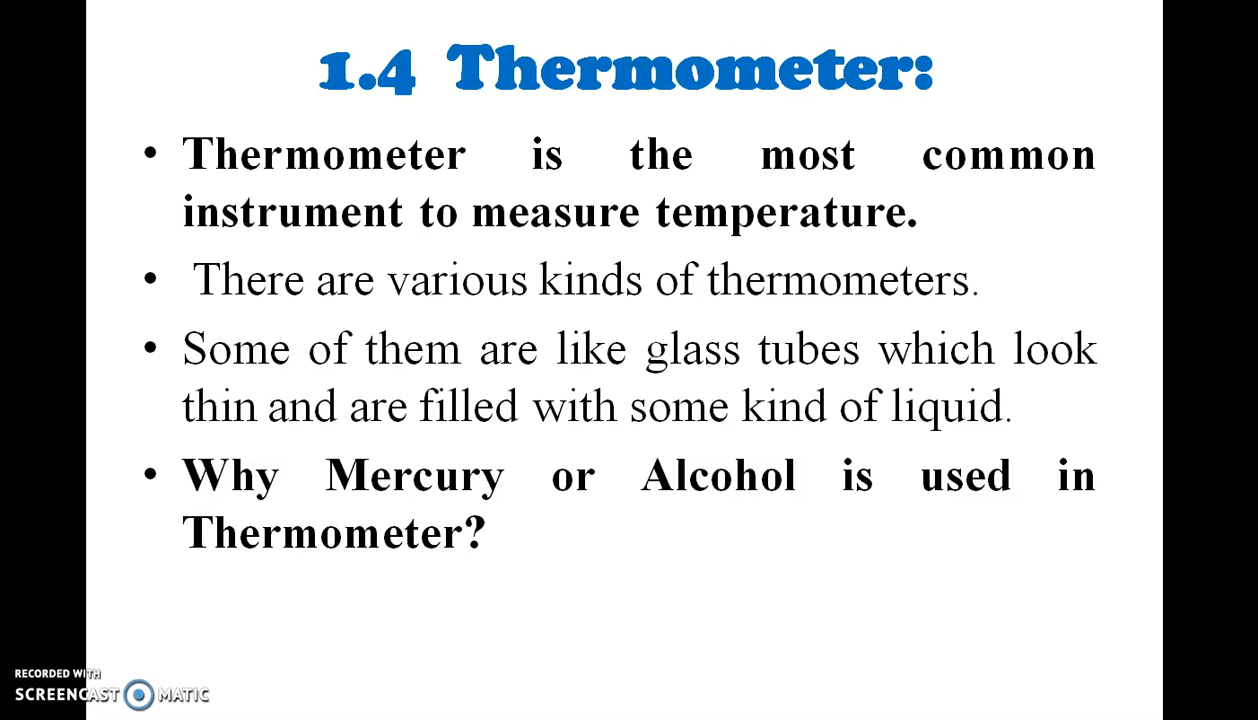 1.4 Thermometer:
• Thermometer is the most common
instrument to measure temperature.
• There are various kinds of thermometers.
• Some of them are like glass tubes which look
thin and are filled with some kind of liquid.
• Why Mercury or Alcohol is used in
Thermometer?
RECORDED WITH
SCREENCAST MATIC